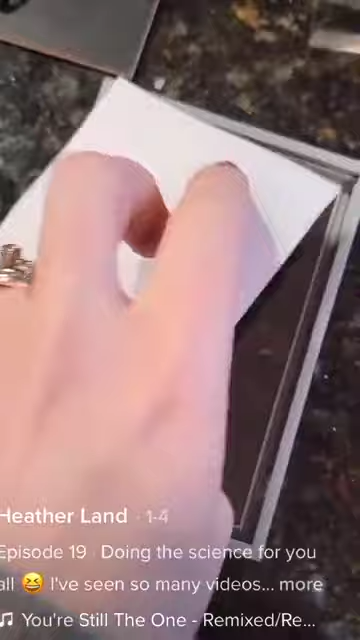 Heather Land · 1-4
Episode 19 Doing the science for you
all 😆 I've seen so many videos... more
You're Still The One - Remixed/Re...